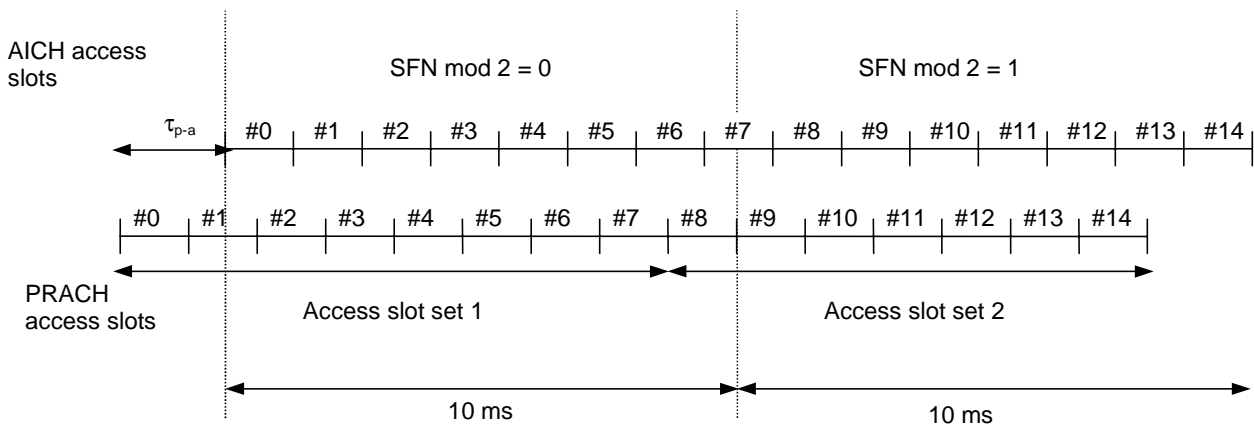 AICH access
slots
SFN mod 2 = 0
SFN mod 2 = 1
τp-a
#0 #1 #2 #3 #4 #5 #6 #7 #8 #9 #10 #11 #12 #13 #14
#0 #1 #2 #3 #4 #5 #6 #7 #8 #9 #10 #11 #12 #13 #14
PRACH
access slots
Access slot set 1
Access slot set 2
10 ms
10 ms